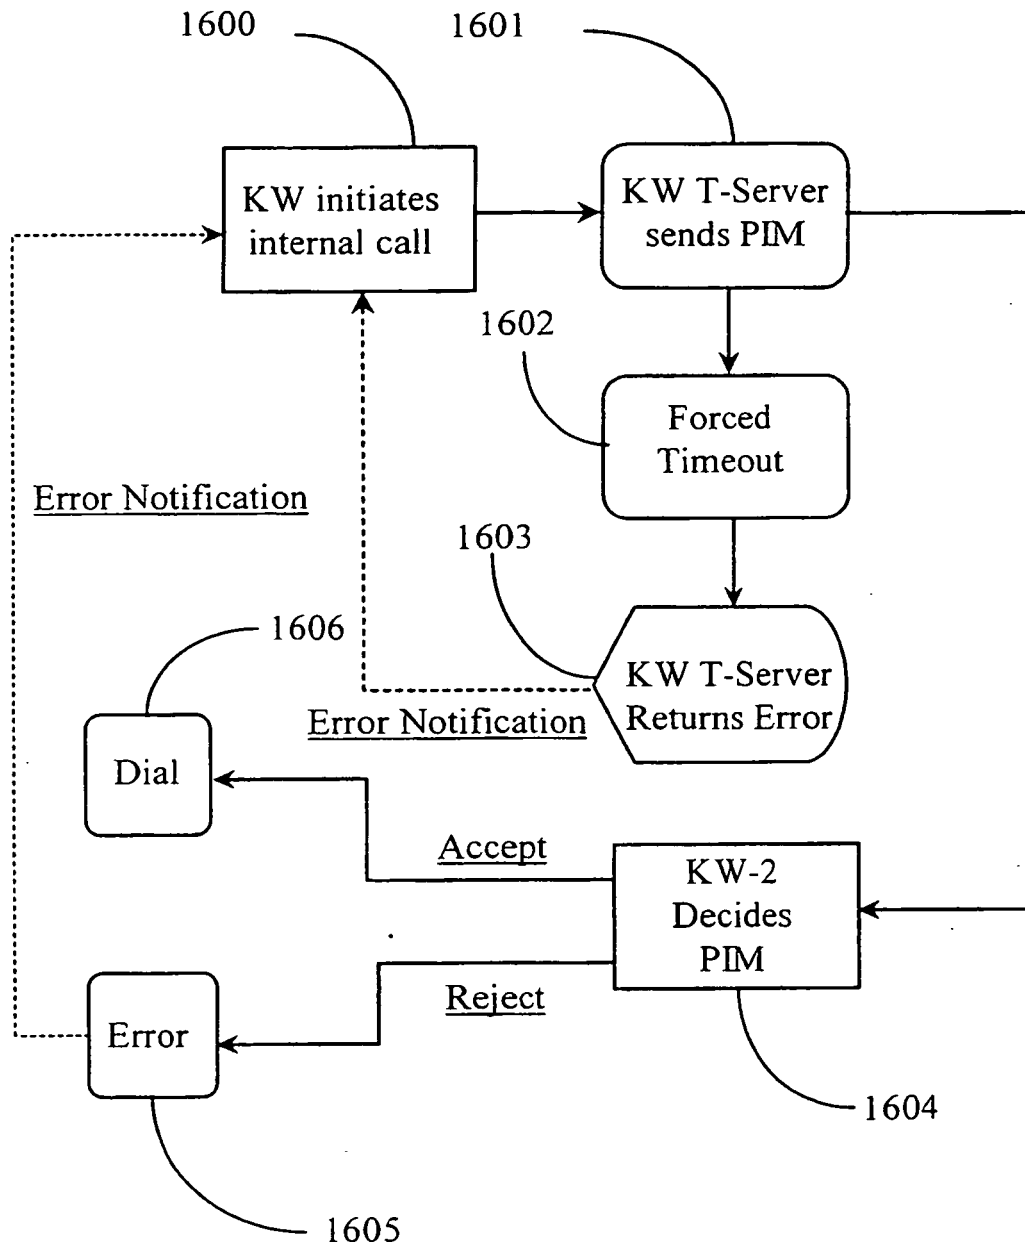 1600
1601
KW initiates
internal call
KW T-Server
sends PIM
1602
Forced
Timeout
Error Notification
1603
1606
KW T-Server
Returns Error
Error Notification
Dial
Accept
KW-2
Decides
PIM
Reject
Error
1604
1605